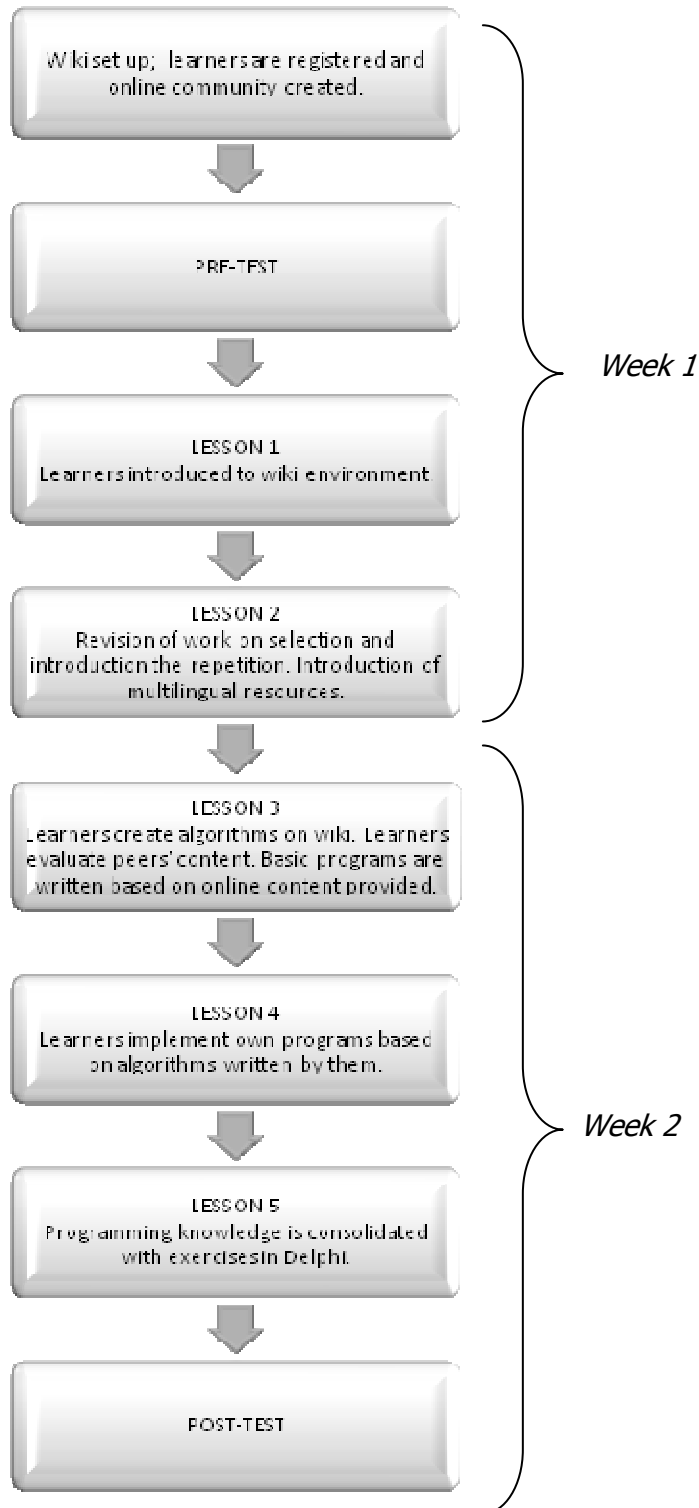 Wiki set up; learners are registered and
online community created.
PRE-TEST
LESSON 1
Learners introduced to wiki environment.
Week 1
LESSON 2
Revision of work on selection and
introduction the repetition. Introduction of
multilingual resources.
LESSON 3
Learners create algorithms on wiki. Learners
evaluate peers' content. Basic programs are
written based on online content provided.
LESSON 4
Learners implement own programs based
on algorithms written by them.
Week 2
LESSON 5
Programming knowledge is consolidated
with exercises in Delphi.
POST-TEST